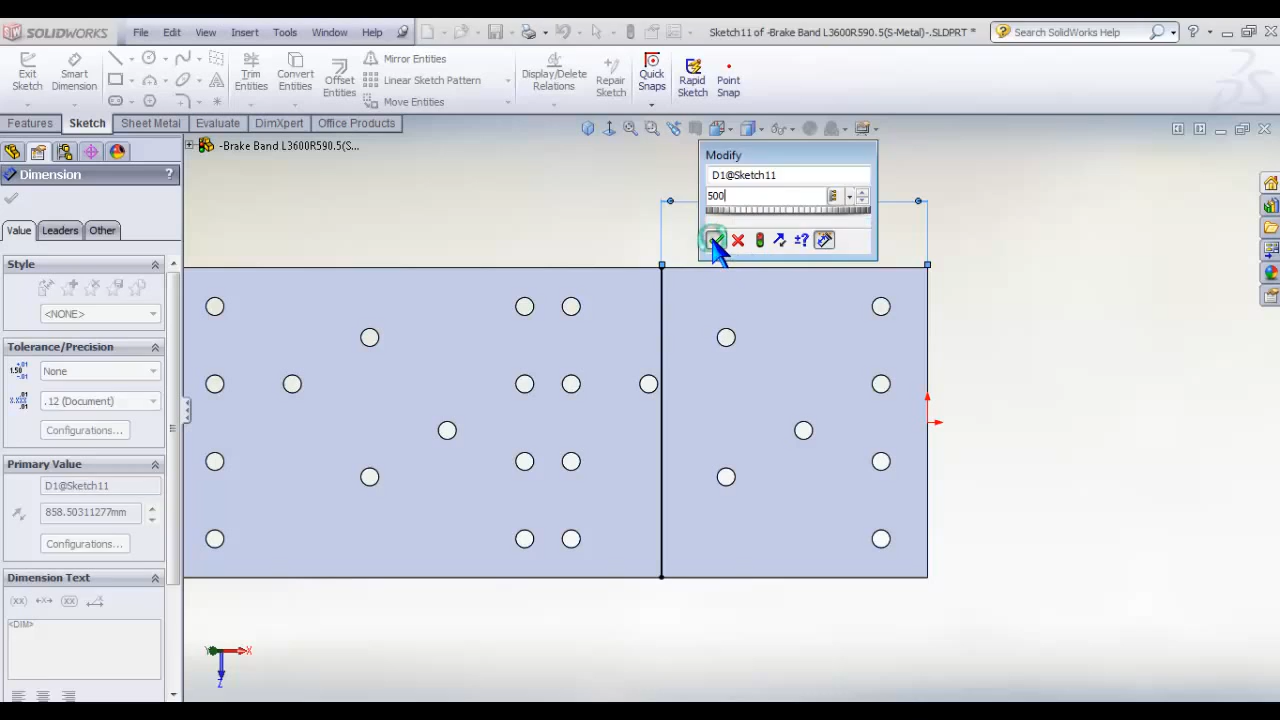 SOLIDWORKS File Edit View Insert Tools Window Help Sketch11 of -Brake Band L3600R590.5(S-Metal)-.SLDPRT * Search SolidWorks Help
Exit Sketch
Smart Dimension
Trim Entities
Convert Entities
Offset Entities
Mirror Entities
Linear Sketch Pattern
Move Entities
Display/Delete Relations
Repair Sketch
Quick Snaps
Rapid Sketch
Point Snap
Features Sketch Sheet Metal Evaluate DimXpert Office Products
-Brake Band L3600R590.5(S...
Modify
D1@Sketch11
500
Dimension ?
Value Leaders Other
Style
<NONE>
Tolerance/Precision
None
.12 (Document)
Configurations...
Primary Value
D1@Sketch11
858.50311277mm
Configurations...
Dimension Text
<DIM>
X
Z